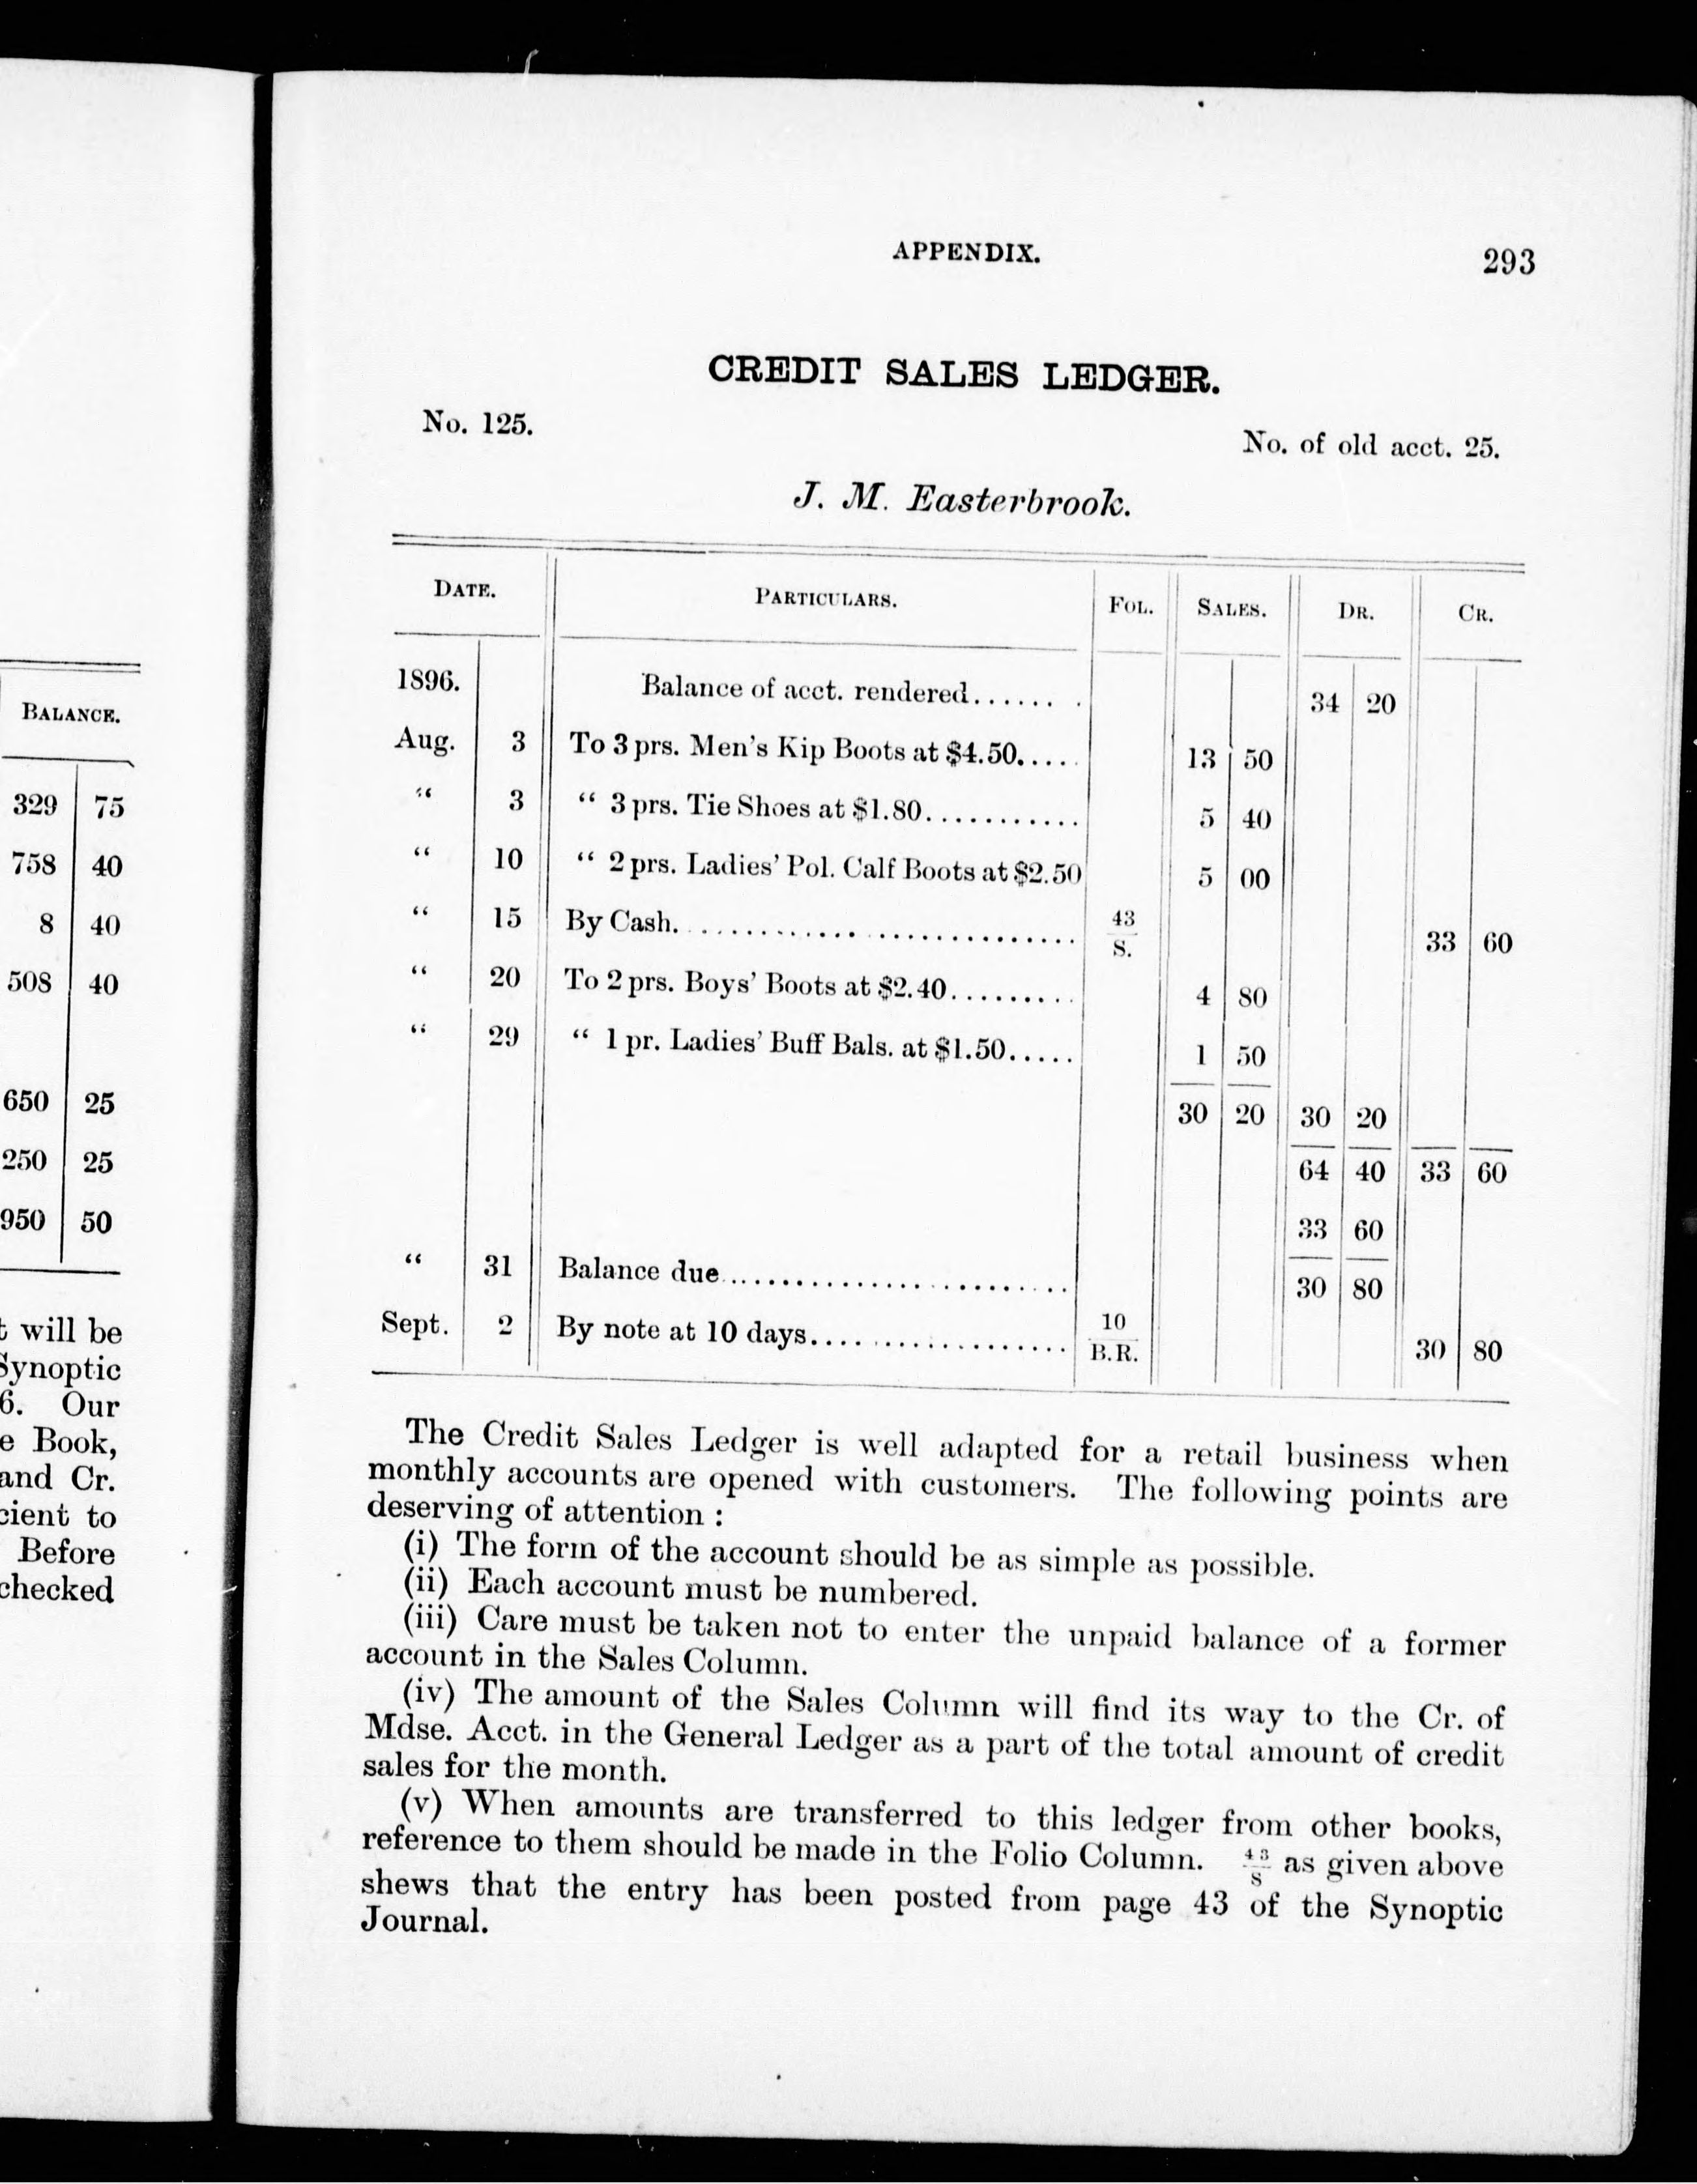 BALANCE.
329 75
758 40
8 40
508 40
650 25
250 25
950 50
will be
Synoptic
6. Our
e Book,
and Cr.
cient to
Before
checked
APPENDIX. 293
CREDIT SALES LEDGER.
No. 125.
No. of old acct. 25.
J. M. Easterbrook.
DATE. PARTICULARS. FOL. SALES. DR. CR.
1896. Balance of acct. rendered...... . 34 20
Aug. 3 To 3 prs. Men's Kip Boots at $4.50..... 13 50
“ 3 “ 3 prs. Tie Shoes at $1.80............ 5 40
“ 10 “ 2 prs. Ladies' Pol. Calf Boots at $2.50 5 00
“ 15 By Cash.............................. 43/S. 33 60
“ 20 To 2 prs. Boys' Boots at $2.40......... 4 80
“ 29 “ 1 pr. Ladies' Buff Bals. at $1.50..... 1 50
30 20 30 20
64 40 33 60
33 60
“ 31 Balance due.......................... 30 80
Sept. 2 By note at 10 days.................... 10/B.R. 30 80
The Credit Sales Ledger is well adapted for a retail business when
monthly accounts are opened with customers. The following points are
deserving of attention :
(i) The form of the account should be as simple as possible.
(ii) Each account must be numbered.
(iii) Care must be taken not to enter the unpaid balance of a former
account in the Sales Column.
(iv) The amount of the Sales Column will find its way to the Cr. of
Mdse. Acct. in the General Ledger as a part of the total amount of credit
sales for the month.
(v) When amounts are transferred to this ledger from other books,
reference to them should be made in the Folio Column. 43/S as given above
shews that the entry has been posted from page 43 of the Synoptic
Journal.